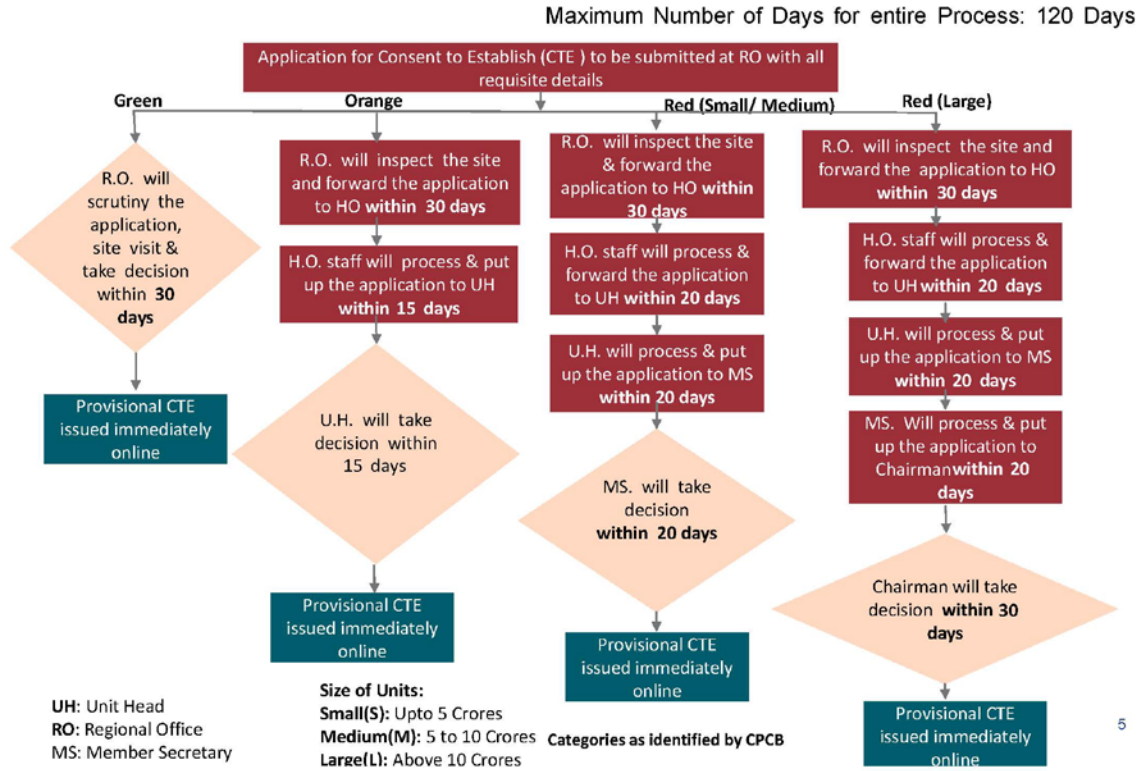 Maximum Number of Days for entire Process: 120 Days
Application for Consent to Establish (CTE ) to be submitted at RO with all
requisite details
Green
Orange
Red (Small/ Medium)
Red (Large)
R.O. will
scrutiny the
application,
site visit &
take decision
within 30
days
Provisional CTE
issued immediately
online
R.O. will inspect the site
and forward the application
to HO within 30 days
H.O. staff will process & put
up the application to UH
within 15 days
U.H. will take
decision within
15 days
Provisional CTE
issued immediately
online
R.O. will inspect the site
& forward the
application to HO within
30 days
H.O. staff will process &
forward the application
to UH within 20 days
U.H. will process & put
up the application to MS
within 20 days
MS. will take
decision
within 20 days
Provisional CTE
issued immediately
online
R.O. will inspect the site and
forward the application to HO
within 30 days
H.O. staff will process &
forward the application
to UH within 20 days
U.H. will process & put
up the application to MS
within 20 days
MS. Will process & put
up the application to
Chairman within 20
days
Chairman will take
decision within 30
days
Provisional CTE
issued immediately
online
UH: Unit Head
RO: Regional Office
MS: Member Secretary
Size of Units:
Small(S): Upto 5 Crores
Medium(M): 5 to 10 Crores
Large(L): Above 10 Crores
Categories as identified by CPCB
5